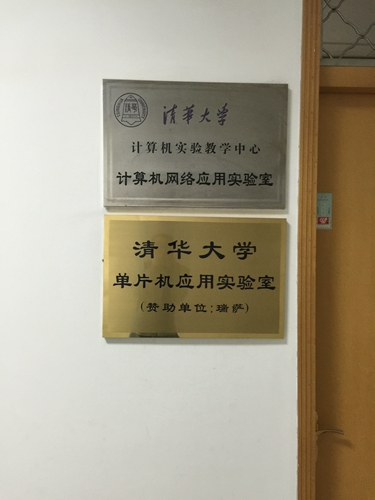 清华大学
计算机实验教学中心
计算机网络应用实验室
清华大学
单片机应用实验室
(赞助单位:瑞萨)